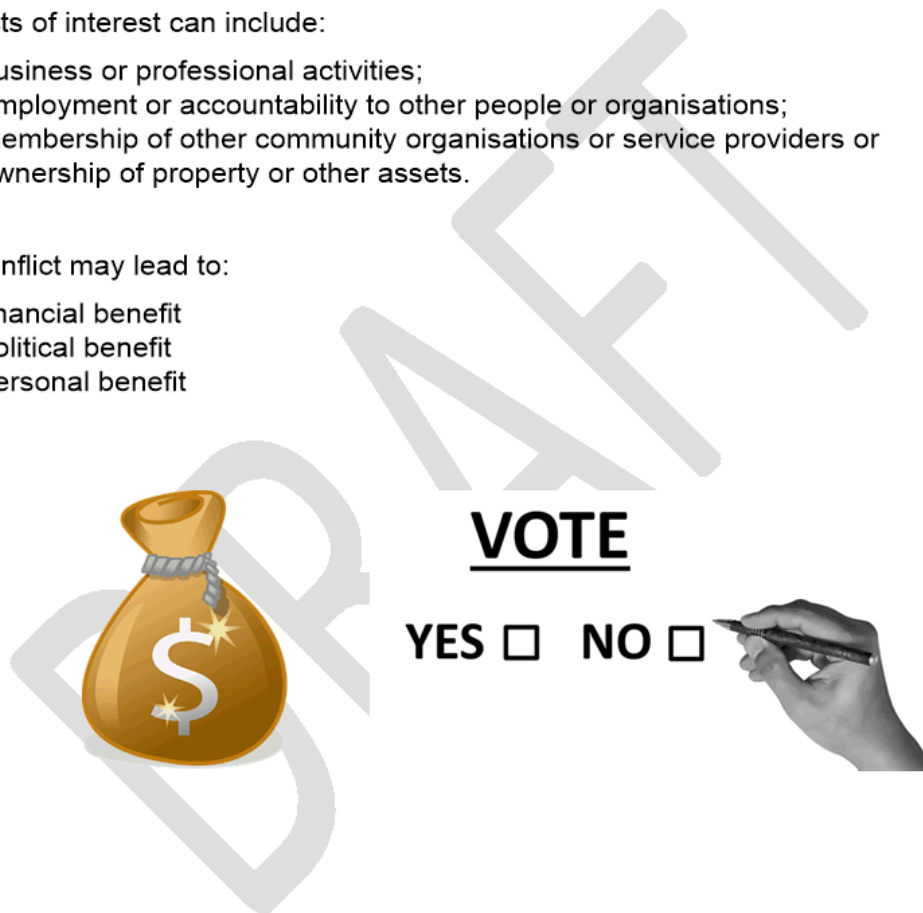 cts of interest can include:
usiness or professional activities;
mployment or accountability to other people or organisations;
embership of other community organisations or service providers or
wnership of property or other assets.
nflict may lead to:
nancial benefit
olitical benefit
ersonal benefit
DRAFT
$
VOTE
YES □ NO □